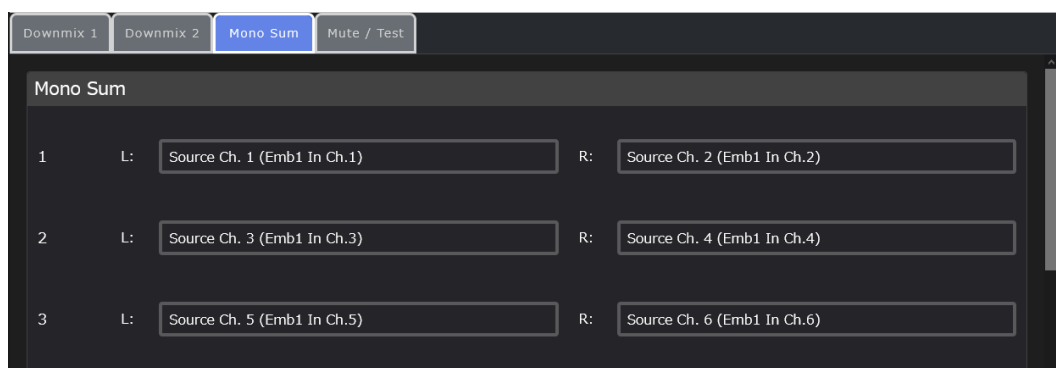 Downmix 1 Downmix 2 Mono Sum Mute / Test
Mono Sum
1 L: Source Ch. 1 (Emb1 In Ch.1) R: Source Ch. 2 (Emb1 In Ch.2)
2 L: Source Ch. 3 (Emb1 In Ch.3) R: Source Ch. 4 (Emb1 In Ch.4)
3 L: Source Ch. 5 (Emb1 In Ch.5) R: Source Ch. 6 (Emb1 In Ch.6)